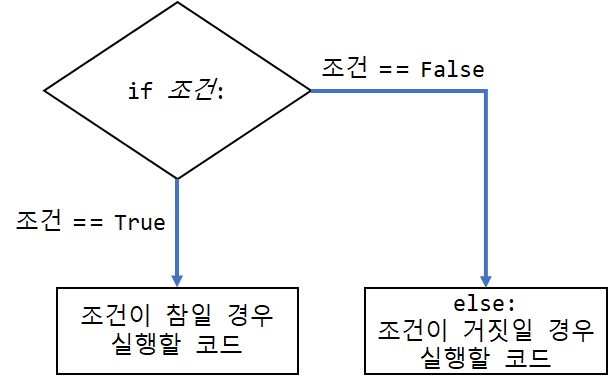 조건 == False
if 조건:
조건 == True
조건이 참일 경우
실행할 코드
else:
조건이 거짓일 경우
실행할 코드